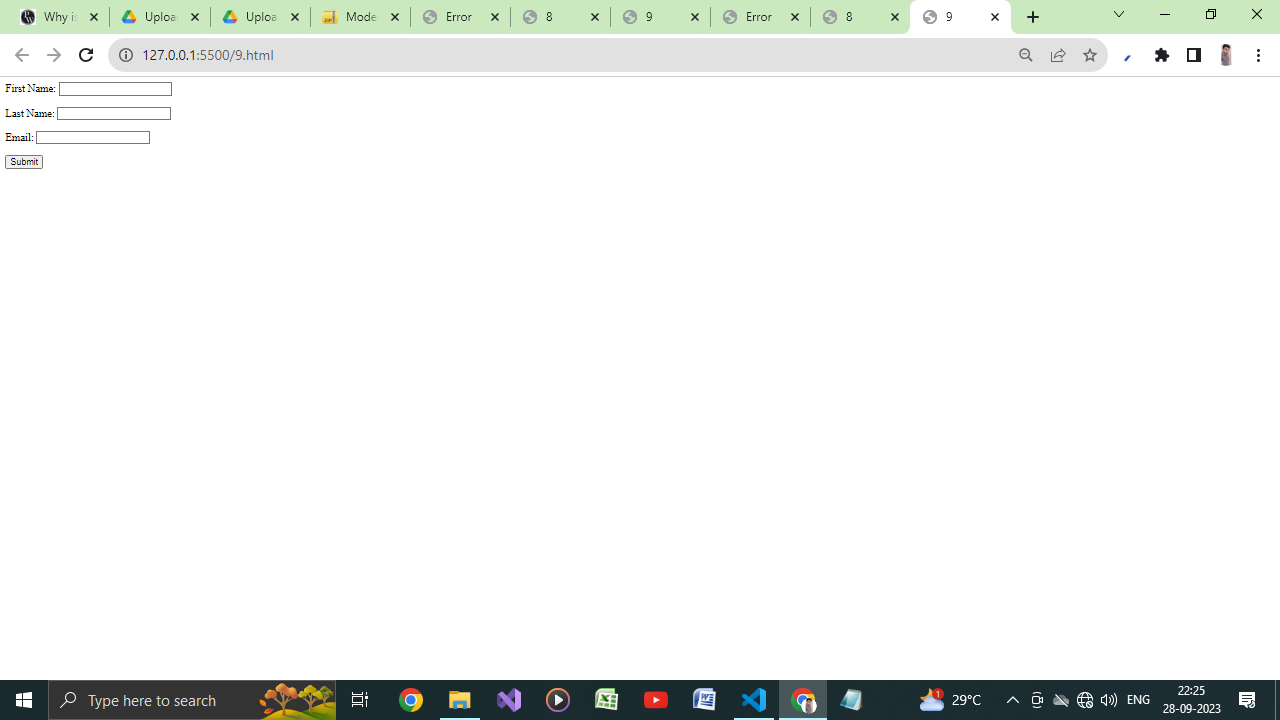 Why is
Uploa
Uploa
Mode
Error
8
9
Error
8
9
127.0.0.1:5500/9.html
First Name:
Last Name:
Email:
Submit
Type here to search
1
29°C
ENG
22:25
28-09-2023